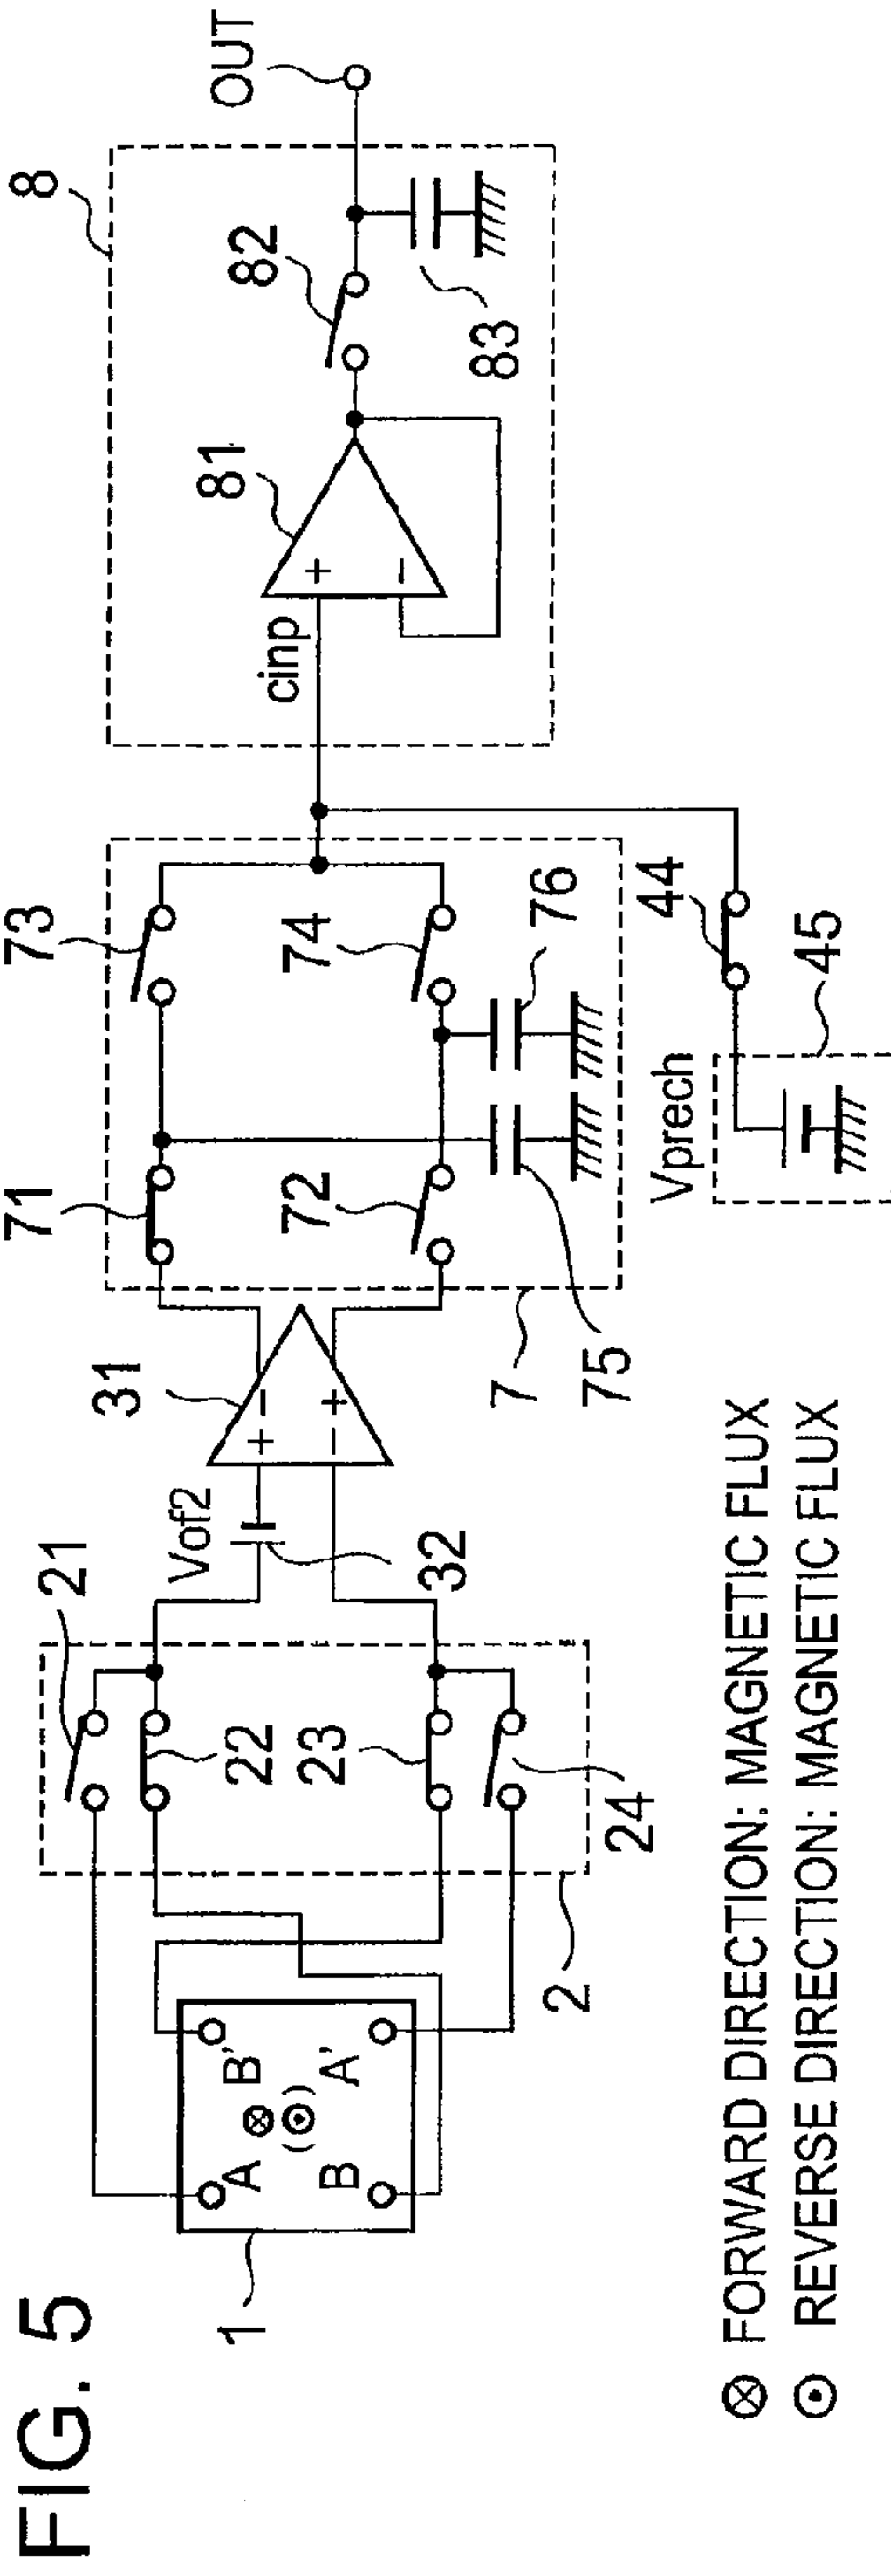 FIG. 5
1
A
B'
B
A'
2
21
22
23
24
Vof2
32
31
+
−
−
+
7
71
72
73
74
75
76
Vprech
44
45
cinp
8
81
+
−
82
83
OUT
⊗ FORWARD DIRECTION: MAGNETIC FLUX
⊙ REVERSE DIRECTION: MAGNETIC FLUX